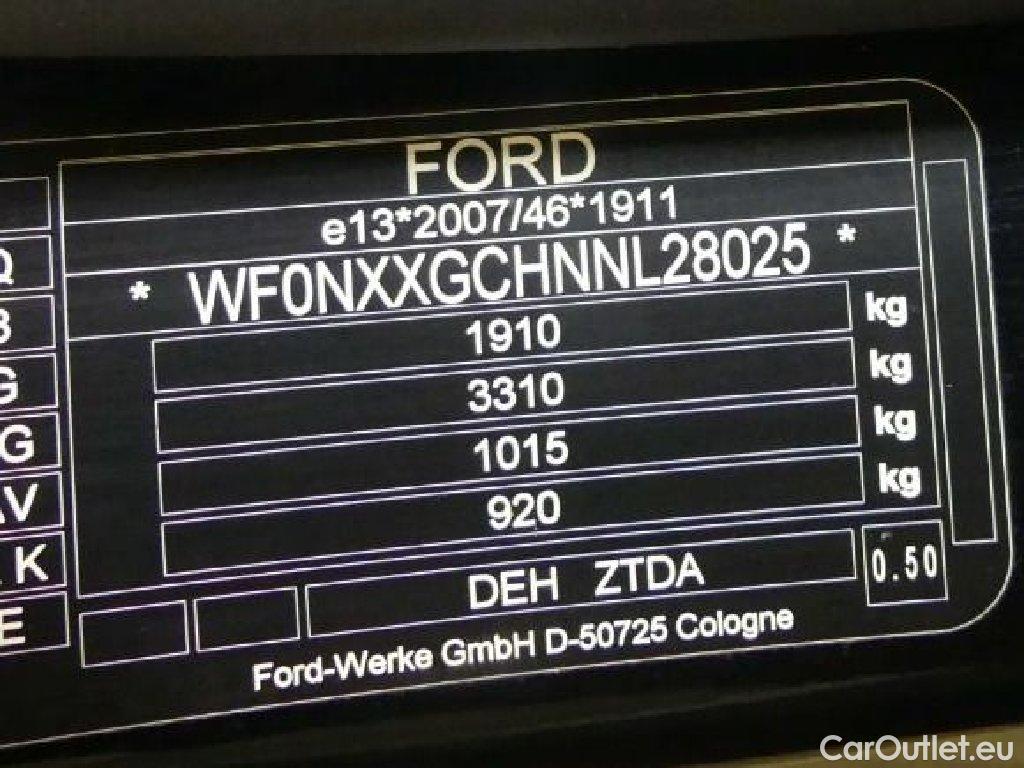 FORD
e13*2007/46*1911
* WF0NXXGCHNNL28025 *
Q
1910 kg
B
3310 kg
G
1015 kg
G
920 kg
AV
K
DEH ZTDA 0.50
E
Ford-Werke GmbH D-50725 Cologne
CarOutlet.eu